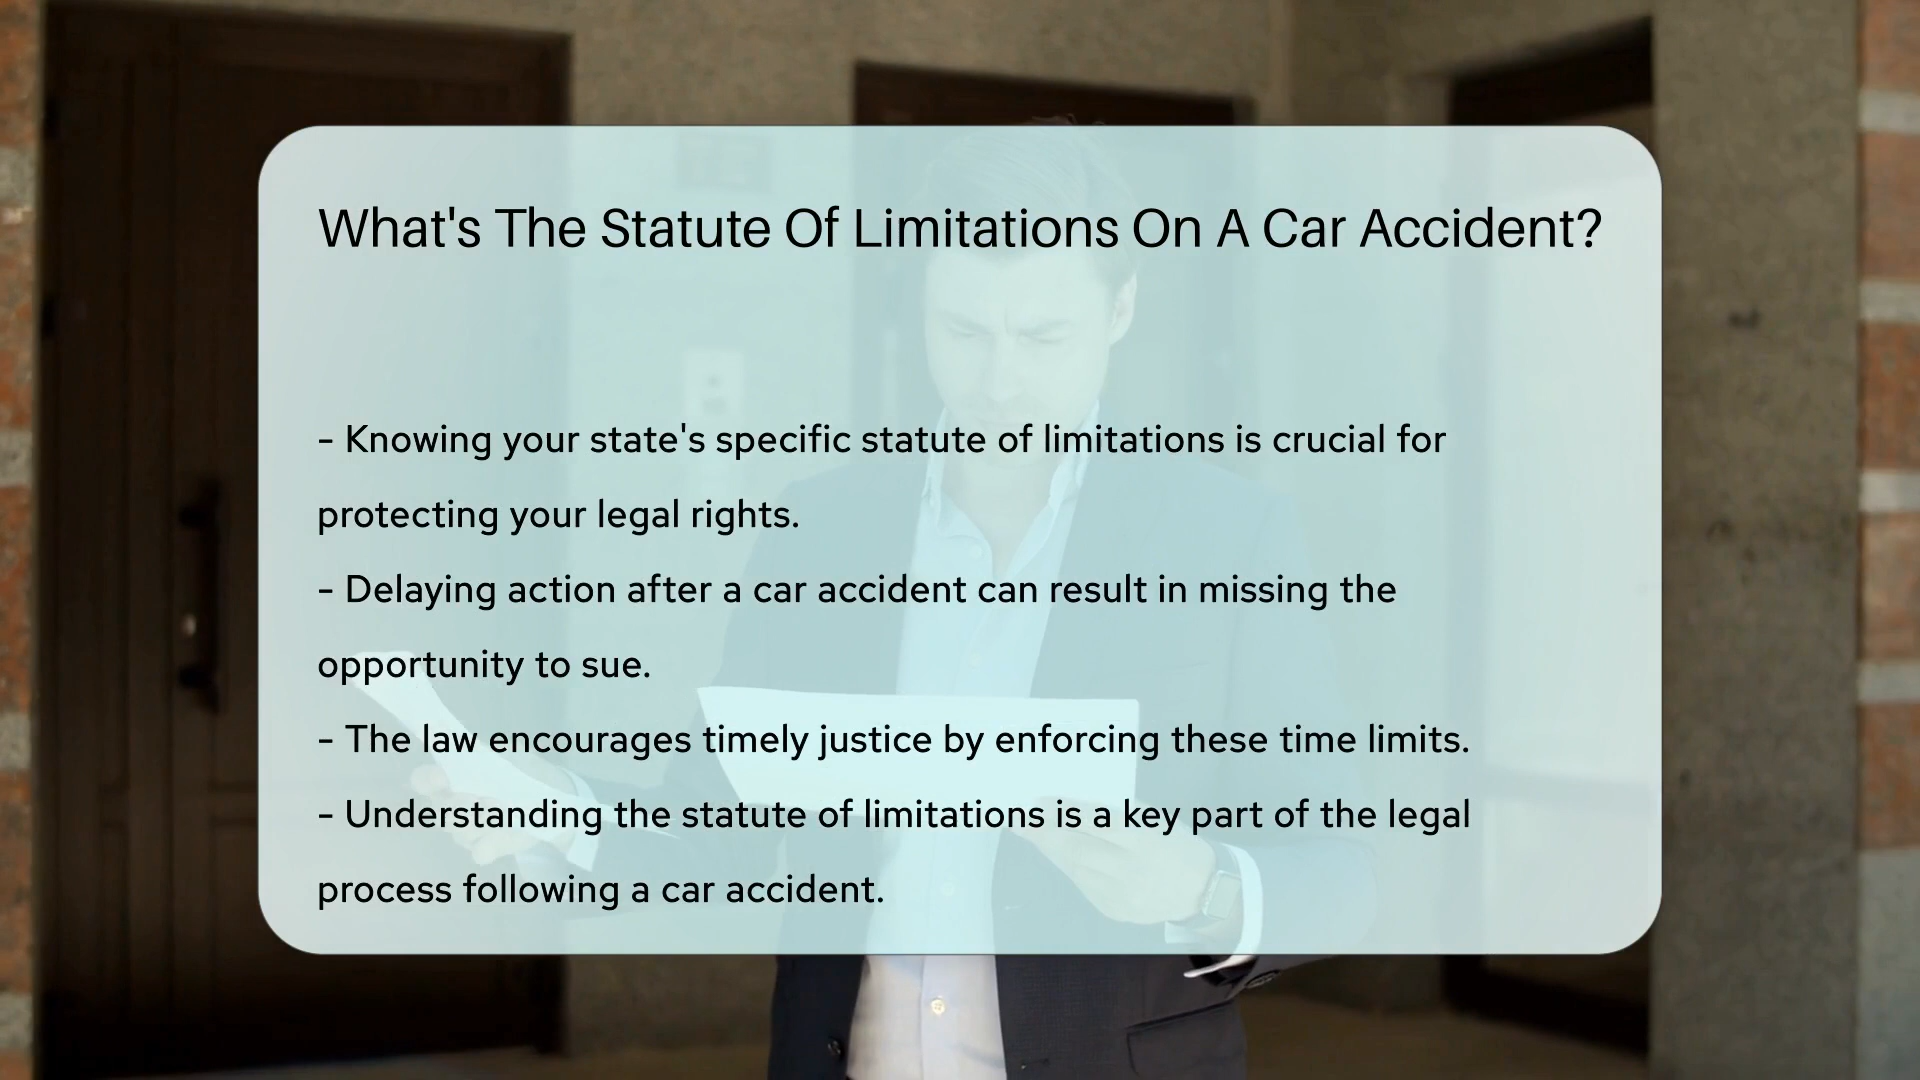 What's The Statute Of Limitations On A Car Accident?
- Knowing your state's specific statute of limitations is crucial for
protecting your legal rights.
- Delaying action after a car accident can result in missing the
opportunity to sue.
- The law encourages timely justice by enforcing these time limits.
- Understanding the statute of limitations is a key part of the legal
process following a car accident.